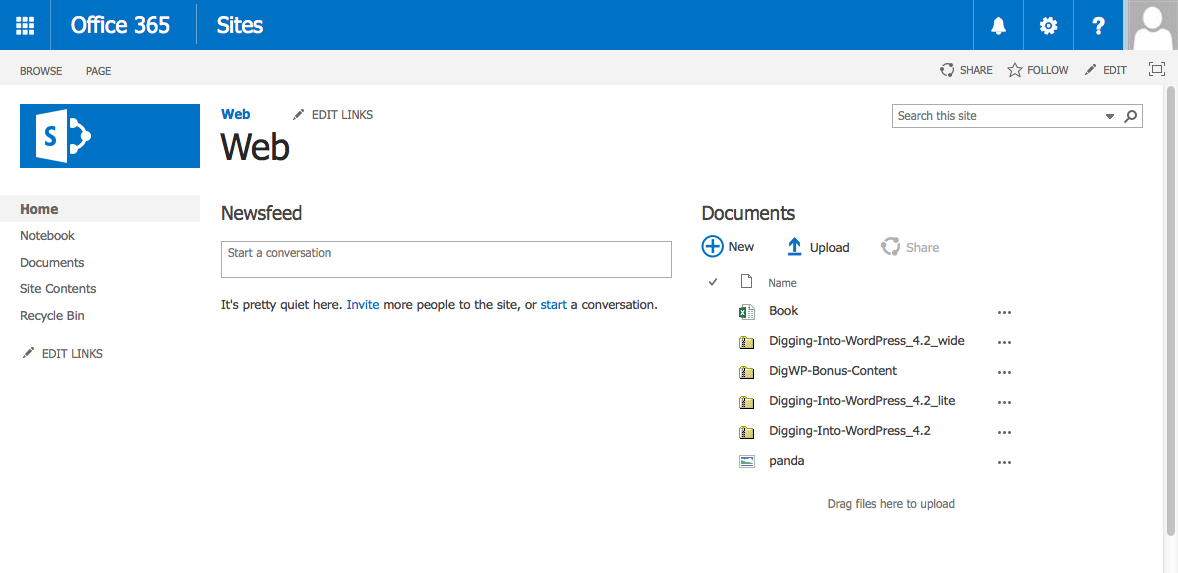 Office 365
Sites
?
BROWSE
PAGE
SHARE
FOLLOW
EDIT
S
Web
EDIT LINKS
Web
Search this site
Home
Notebook
Documents
Site Contents
Recycle Bin
EDIT LINKS
Newsfeed
Start a conversation
It's pretty quiet here. Invite more people to the site, or start a conversation.
Documents
New
Upload
Share
Name
Book
Digging-Into-WordPress_4.2_wide
DigWP-Bonus-Content
Digging-Into-WordPress_4.2_lite
Digging-Into-WordPress_4.2
panda
Drag files here to upload